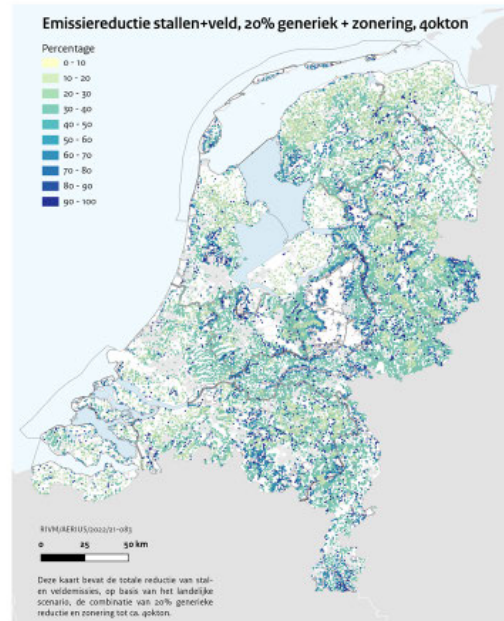 Emissiereductie stallen+veld, 20% generiek + zonering, 40kton
Percentage
0 - 10
10 - 20
20 - 30
30 - 40
40 - 50
50 - 60
60 - 70
70 - 80
80 - 90
90 - 100
RIVM/AERIUS/2022/21-083
0 25 50 km
Deze kaart bevat de totale reductie van stal-
en veldemissies, op basis van het landelijke
scenario, de combinatie van 20% generieke
reductie en zonering tot ca. 40kton.